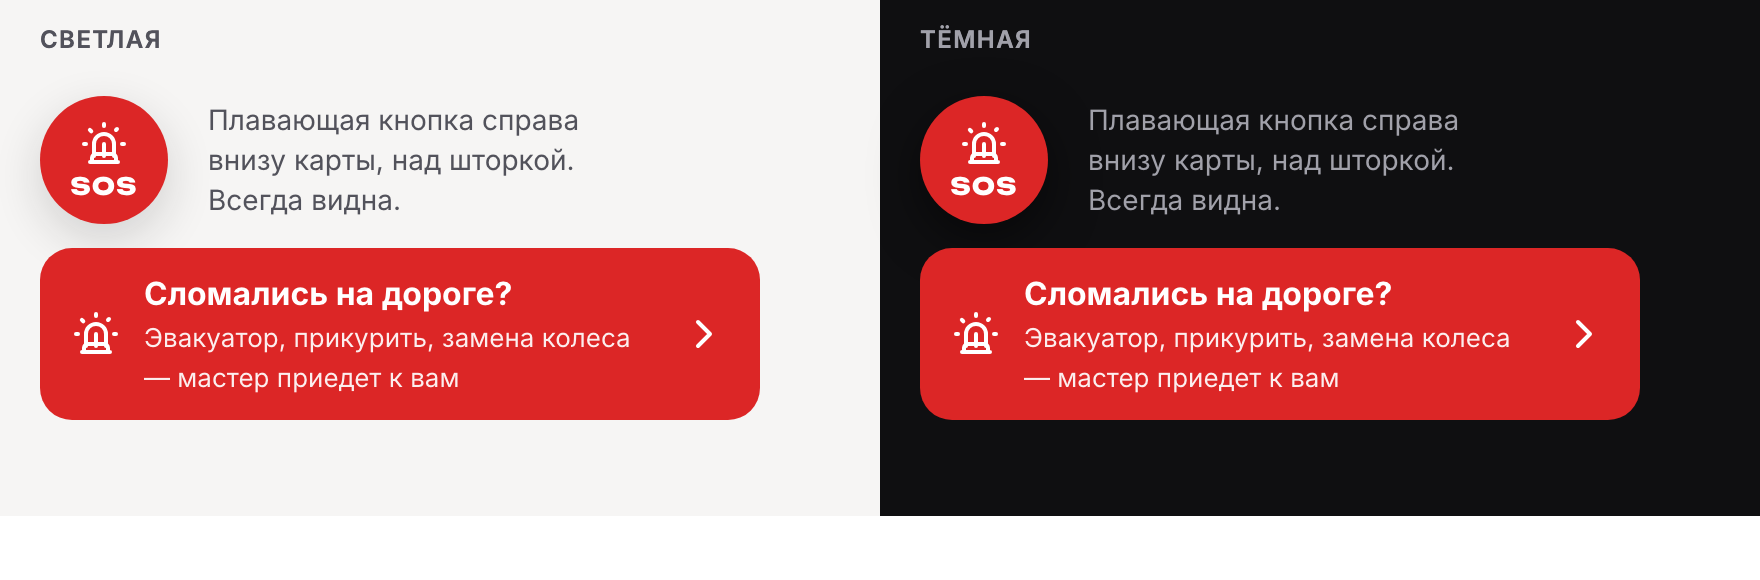 СВЕТЛАЯ
sos
Плавающая кнопка справа
внизу карты, над шторкой.
Всегда видна.
Сломались на дороге?
Эвакуатор, прикурить, замена колеса
— мастер приедет к вам
ТЁМНАЯ
sos
Плавающая кнопка справа
внизу карты, над шторкой.
Всегда видна.
Сломались на дороге?
Эвакуатор, прикурить, замена колеса
— мастер приедет к вам